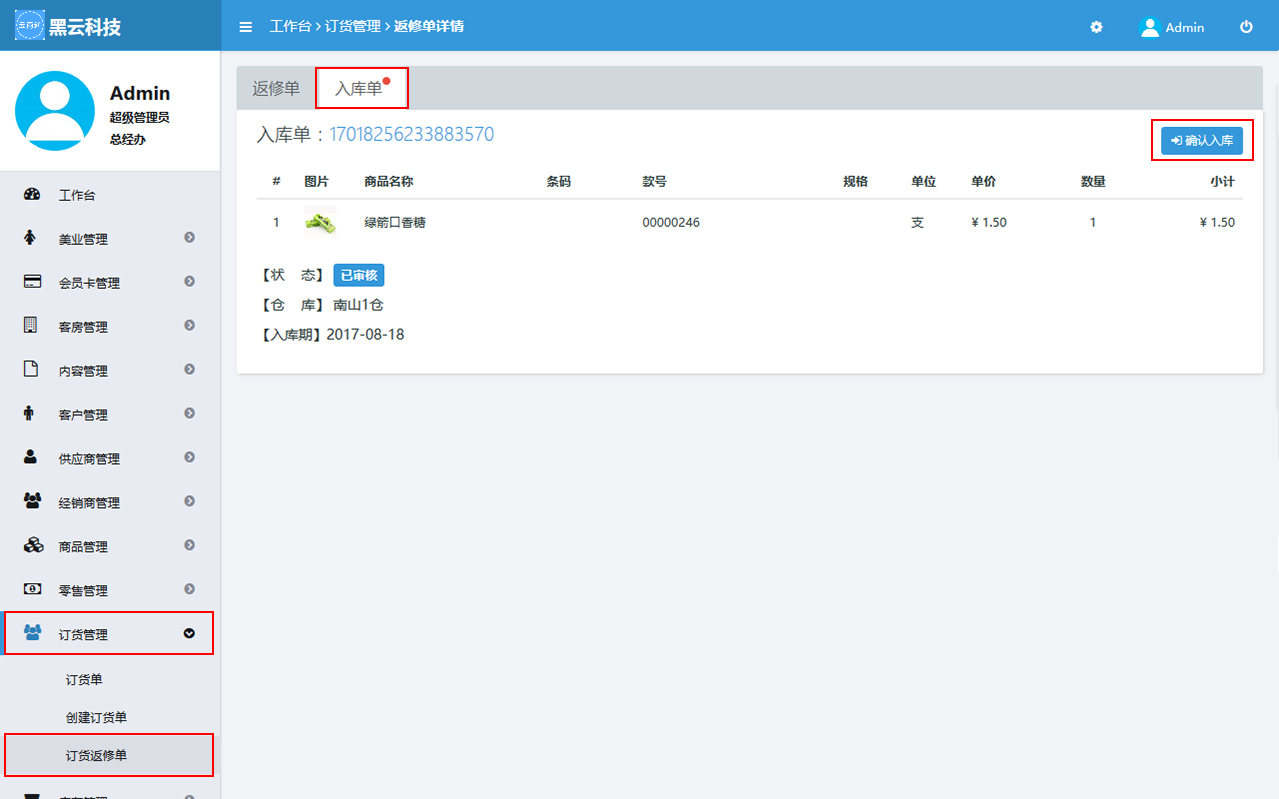 黑云科技
工作台 > 订货管理 > 返修单详情
Admin
Admin
超级管理员
总经办
工作台
美业管理
会员卡管理
客房管理
内容管理
客户管理
供应商管理
经销商管理
商品管理
零售管理
订货管理
订货单
创建订货单
订货返修单
返修单 入库单
入库单：17018256233883570
确认入库
# 图片 商品名称 条码 款号 规格 单位 单价 数量 小计
1 绿箭口香糖 00000246 支 ¥ 1.50 1 ¥ 1.50
【状 态】 已审核
【仓 库】 南山1仓
【入库期】2017-08-18